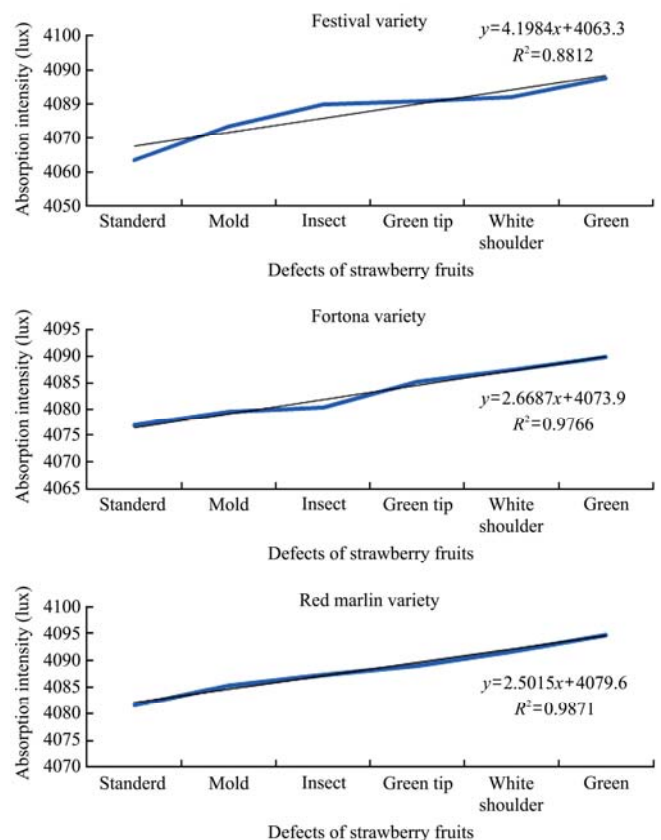 Festival variety
y=4.1984x+4063.3
R²=0.8812
Absorption intensity (lux)
4100
4090
4089
4070
4060
4050
Standerd Mold Insect Green tip White shoulder Green
Defects of strawberry fruits
Fortona variety
y=2.6687x+4073.9
R²=0.9766
Absorption intensity (lux)
4095
4090
4085
4080
4075
4070
4065
Standerd Mold Insect Green tip White shoulder Green
Defects of strawberry fruits
Red marlin variety
y=2.5015x+4079.6
R²=0.9871
Absorption intensity (lux)
4100
4095
4090
4085
4080
4075
4070
Standerd Mold Insect Green tip White shoulder Green
Defects of strawberry fruits